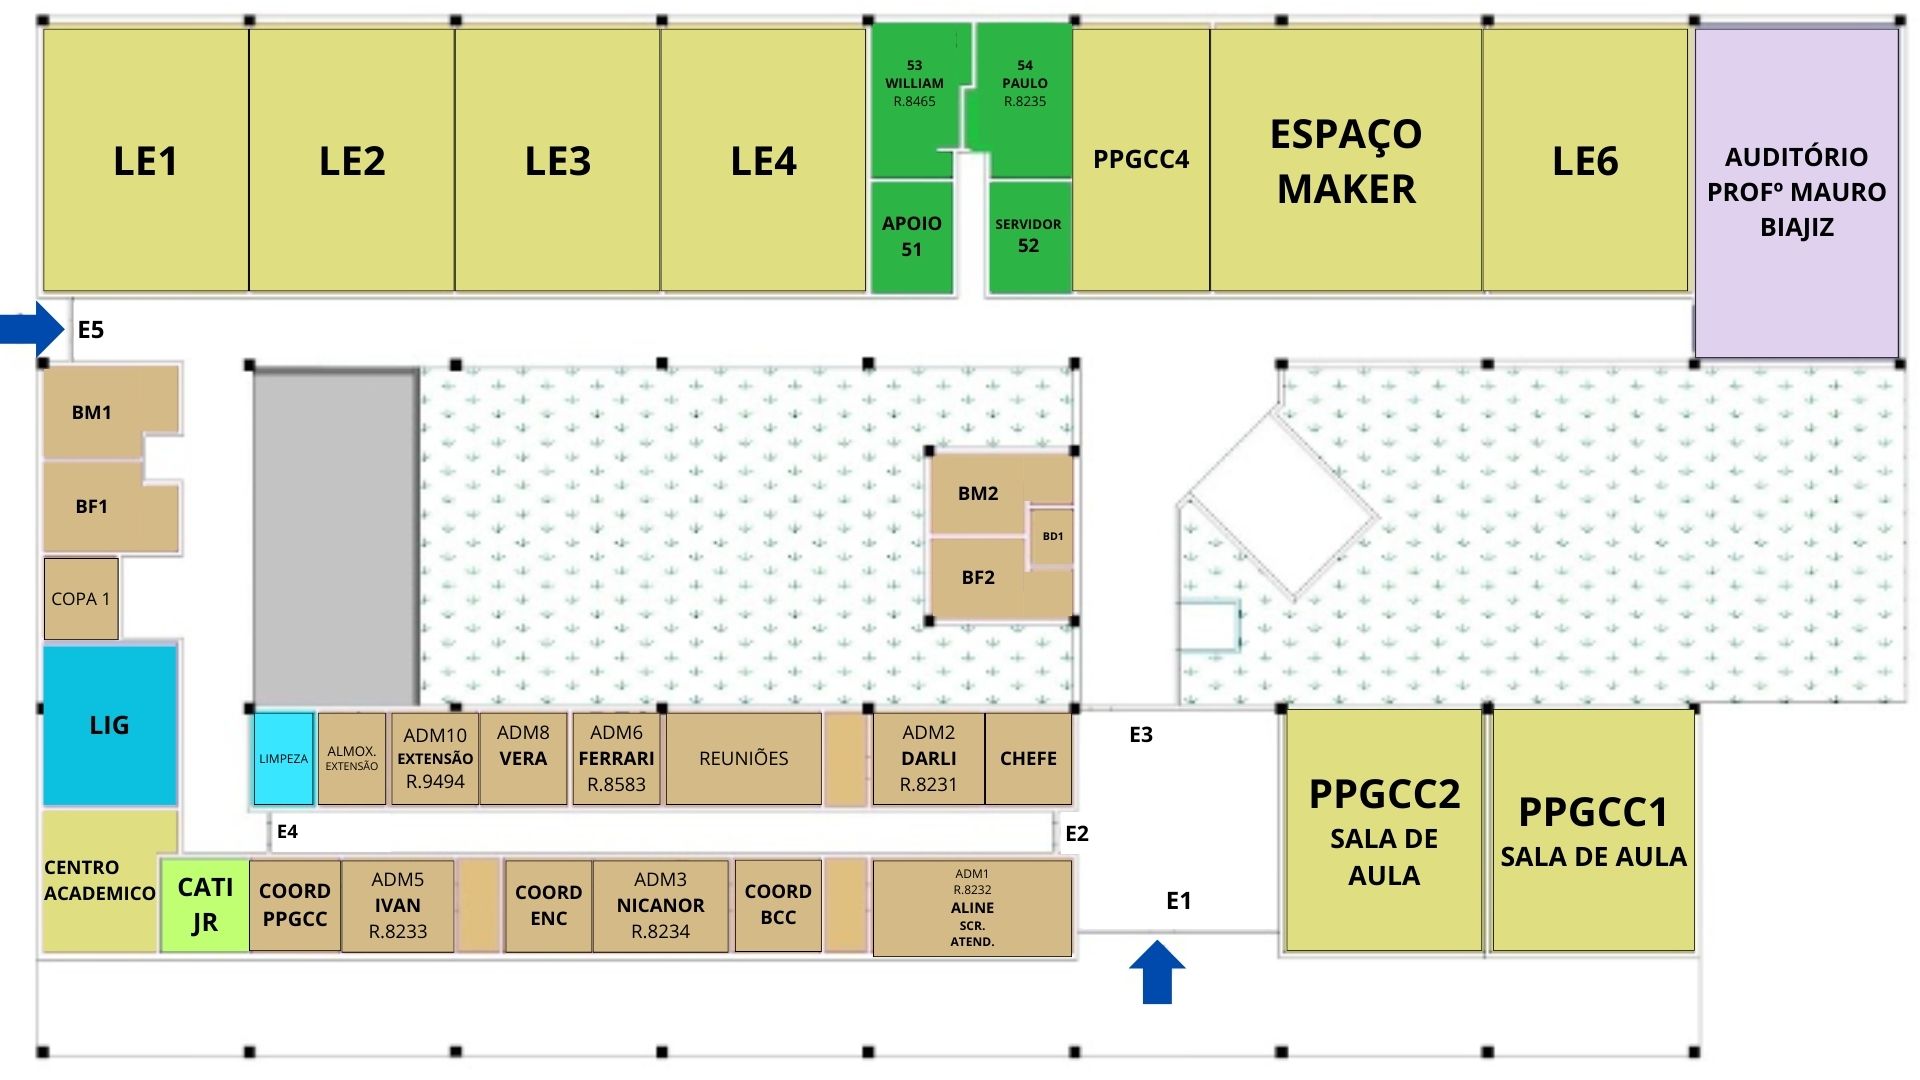 LE1
LE2
LE3
LE4
53
WILLIAM
R.8465
54
PAULO
R.8235
APOIO
51
SERVIDOR
52
PPGCC4
ESPAÇO
MAKER
LE6
AUDITÓRIO
PROFº MAURO
BIAJIZ
E5
BM1
BF1
COPA 1
LIG
CENTRO
ACADEMICO
BM2
BD1
BF2
LIMPEZA
ALMOX.
EXTENSÃO
ADM10
EXTENSÃO
R.9494
ADM8
VERA
ADM6
FERRARI
R.8583
REUNIÕES
ADM2
DARLI
R.8231
CHEFE
E3
E4
E2
CATI
JR
COORD
PPGCC
ADM5
IVAN
R.8233
COORD
ENC
ADM3
NICANOR
R.8234
COORD
BCC
ADM1
R.8232
ALINE
SCR.
ATEND.
E1
PPGCC2
SALA DE
AULA
PPGCC1
SALA DE AULA